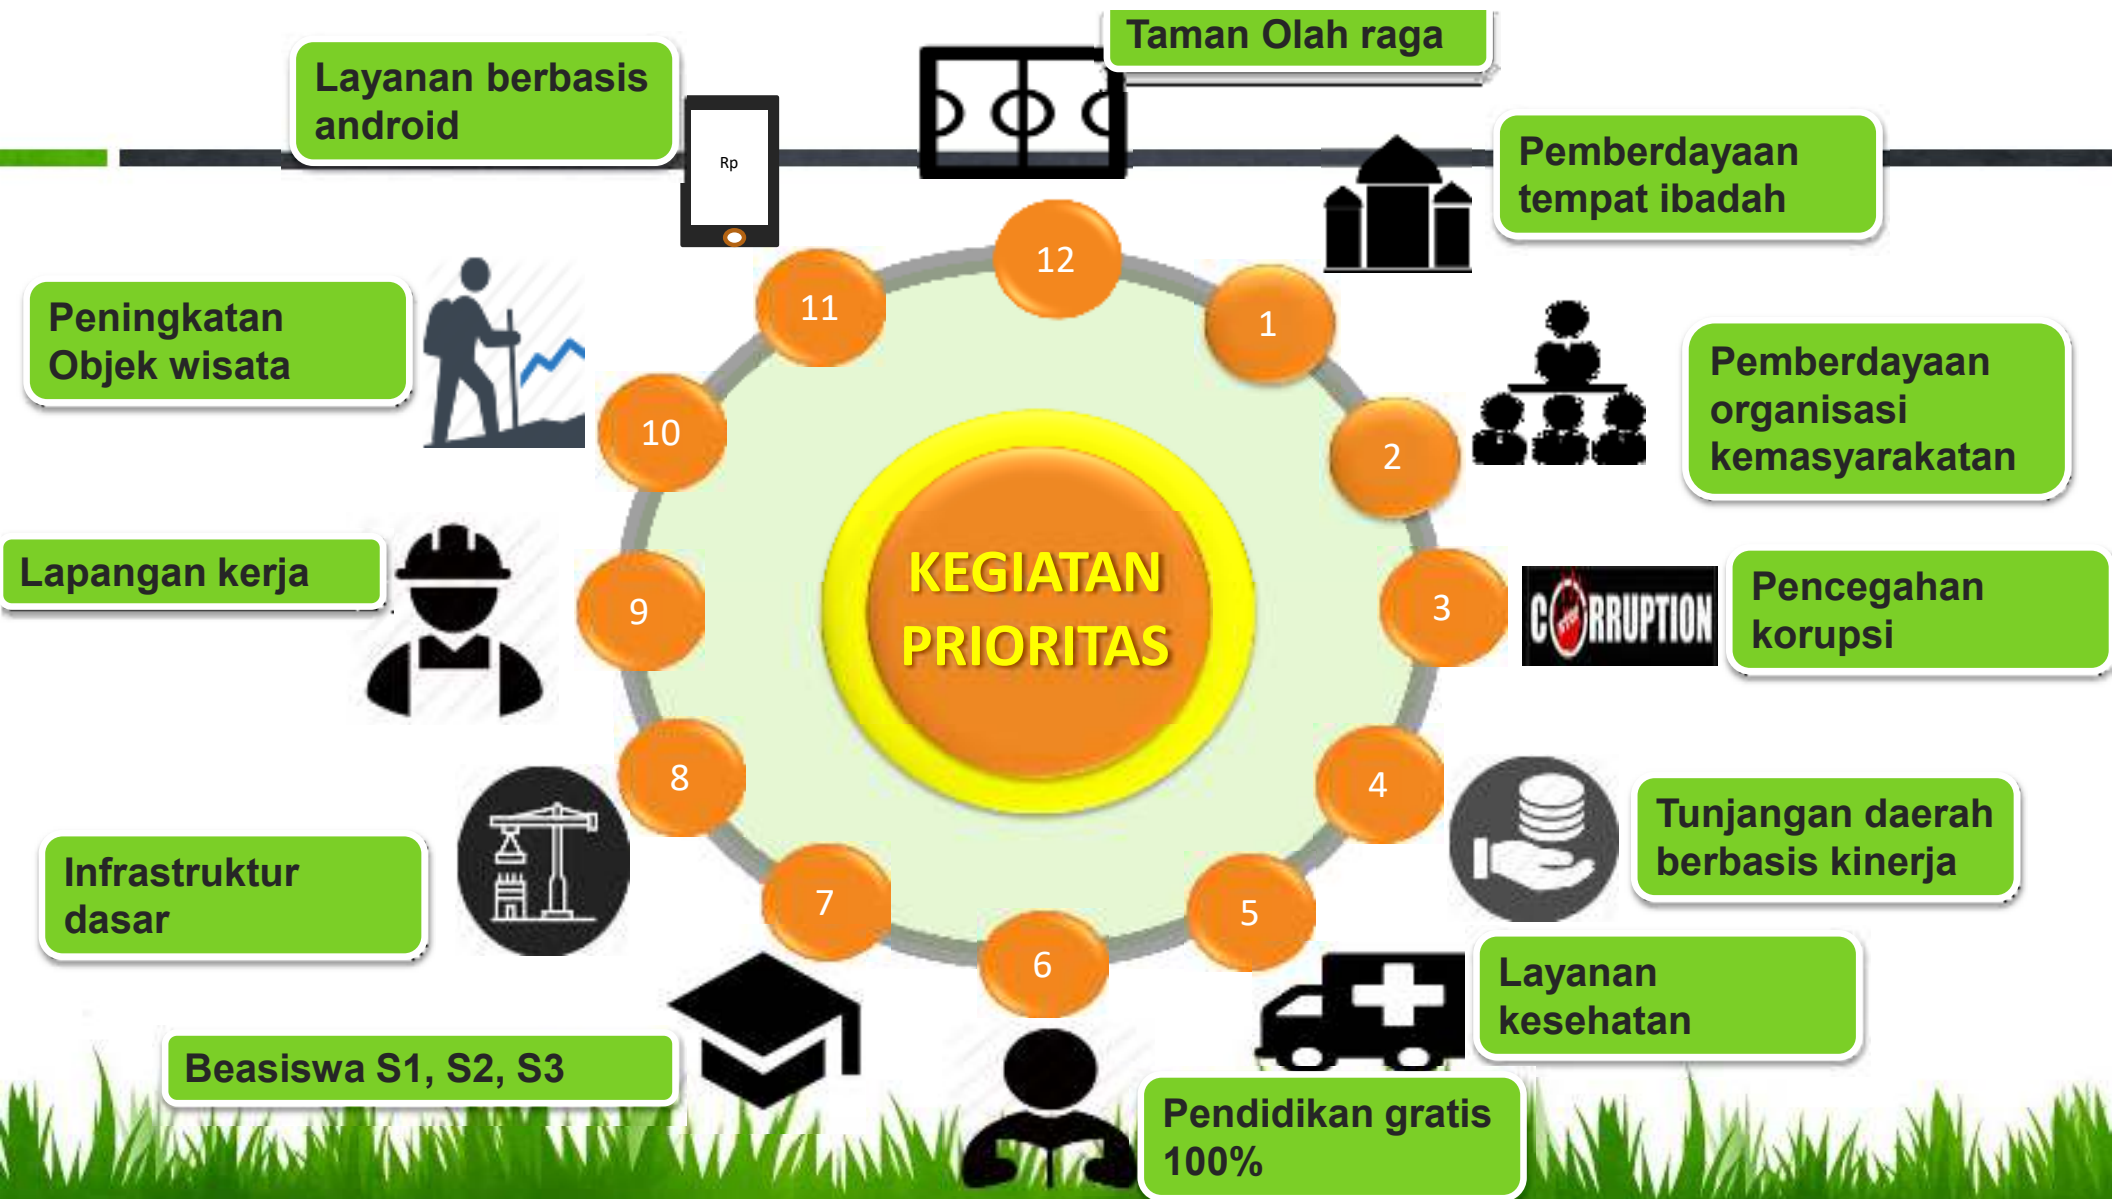 Taman Olah raga
Layanan berbasis
android
Rp
Pemberdayaan
tempat ibadah
12
11
1
Peningkatan
Objek wisata
10
2
Pemberdayaan
organisasi
kemasyarakatan
Lapangan kerja
9
KEGIATAN
PRIORITAS
3
CORRUPTION
Pencegahan
korupsi
8
4
Tunjangan daerah
berbasis kinerja
Infrastruktur
dasar
7
5
6
Layanan
kesehatan
Beasiswa S1, S2, S3
Pendidikan gratis
100%